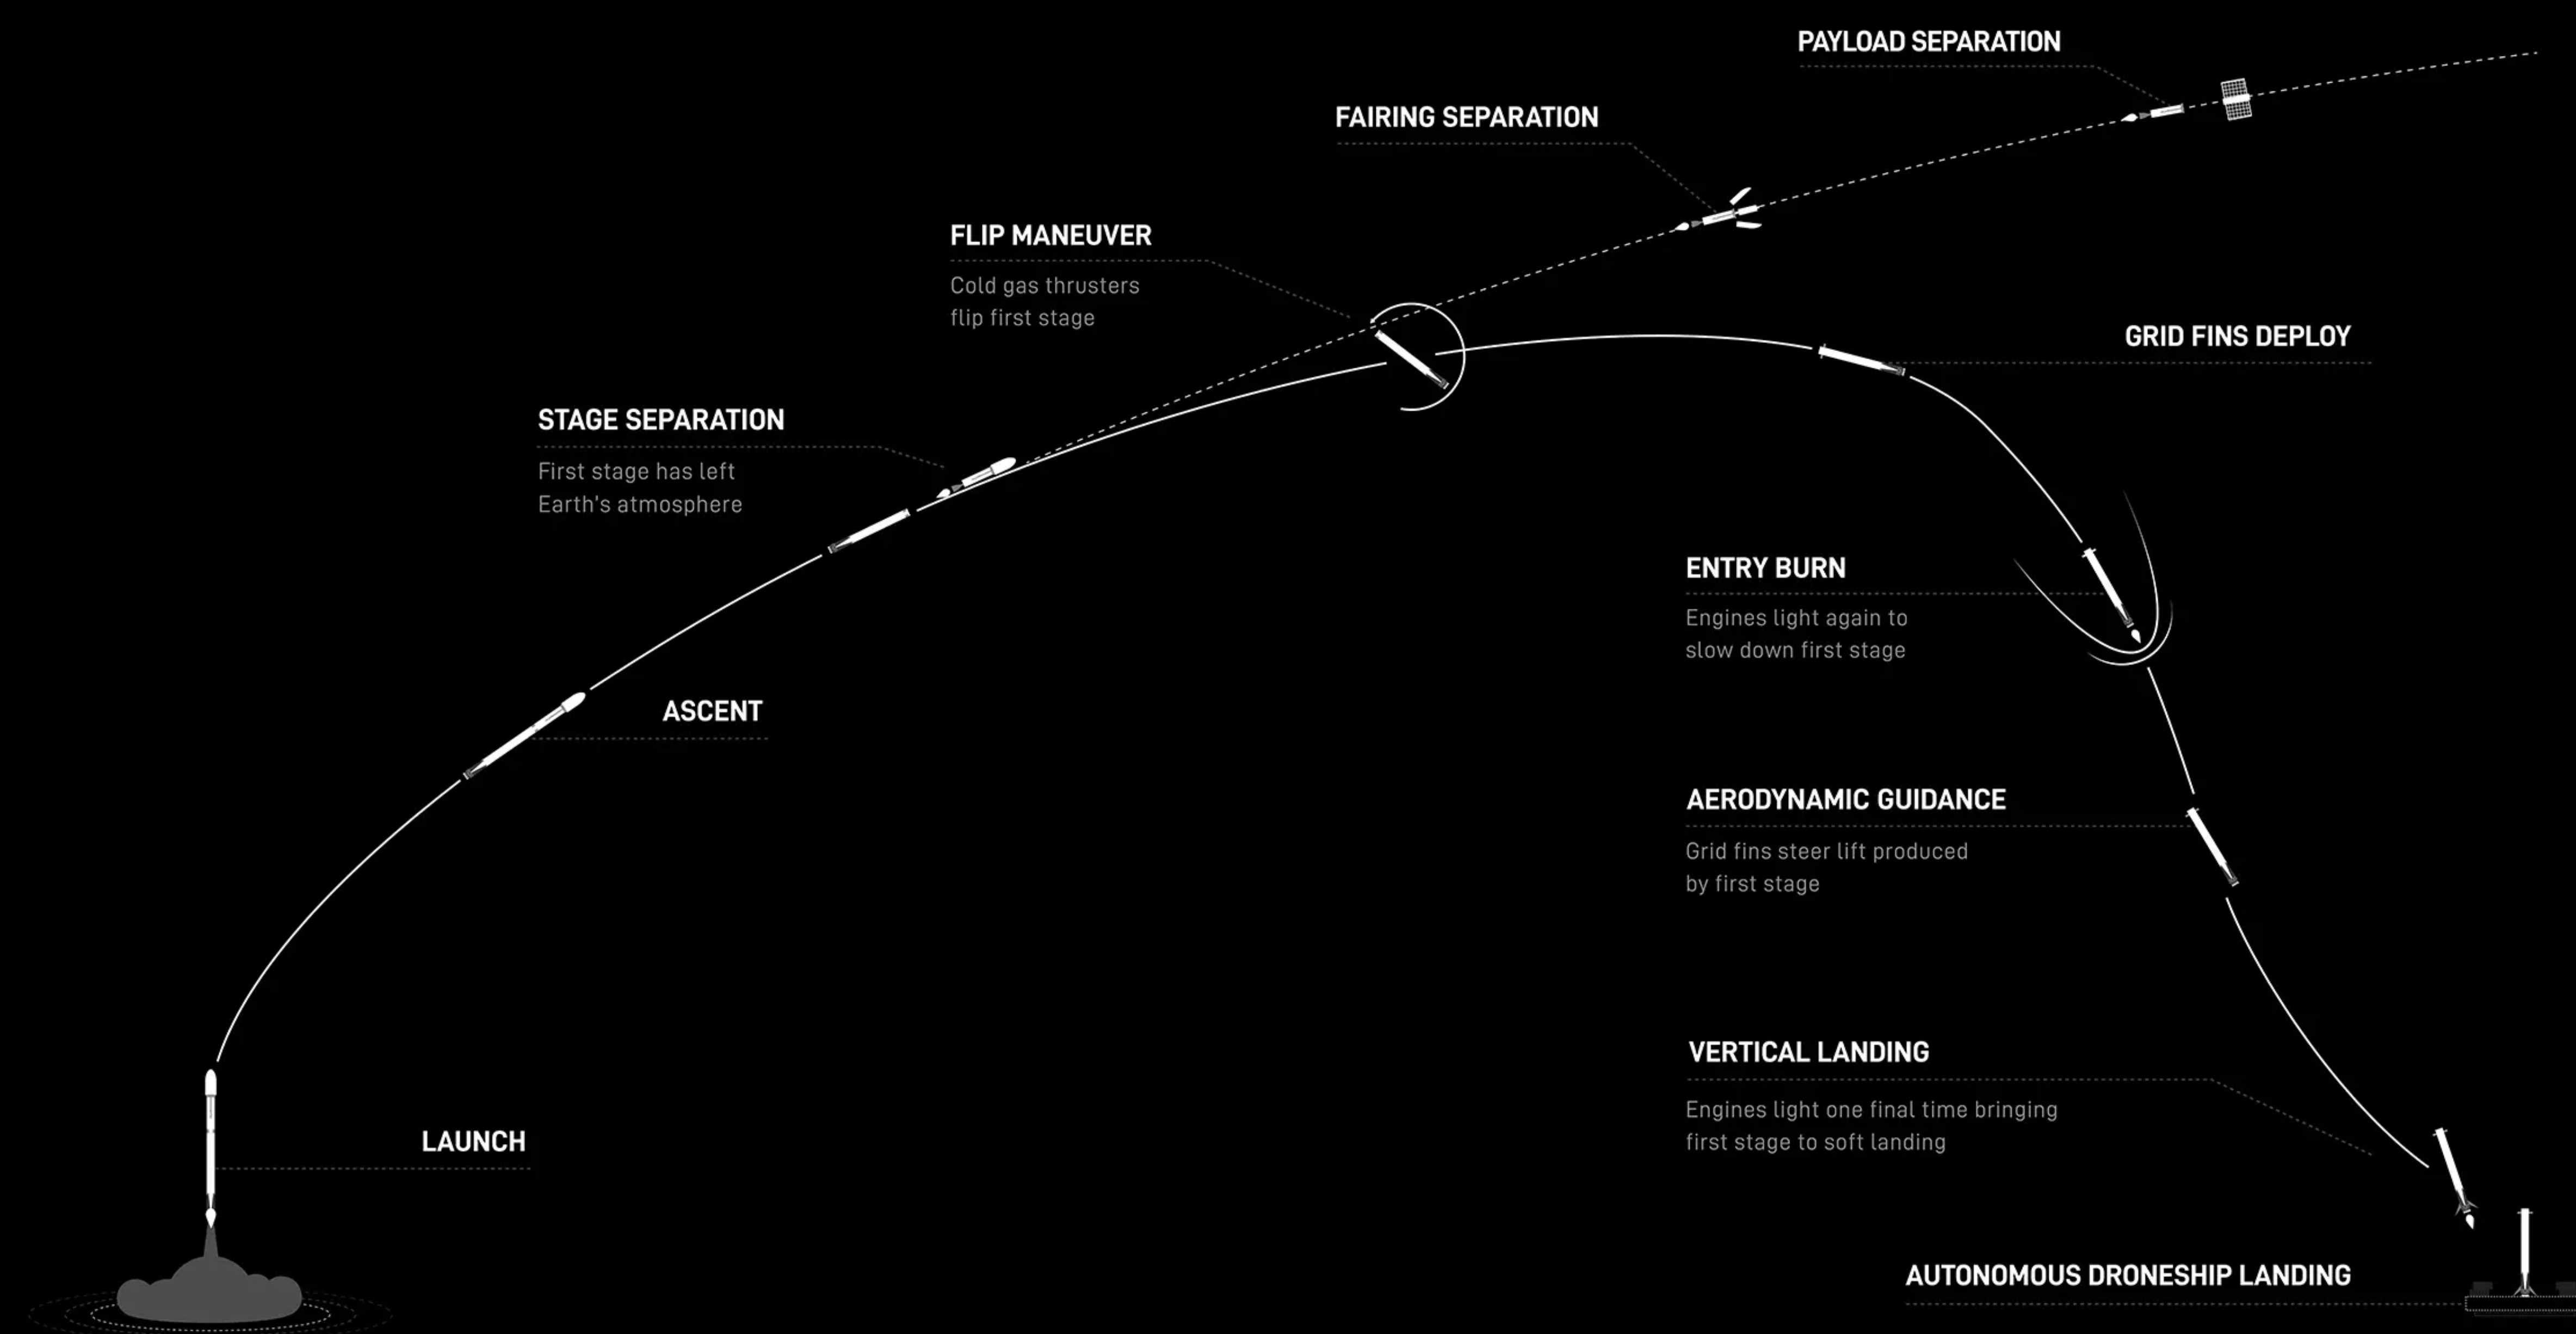 PAYLOAD SEPARATION
FAIRING SEPARATION
FLIP MANEUVER
Cold gas thrusters
flip first stage
GRID FINS DEPLOY
STAGE SEPARATION
First stage has left
Earth's atmosphere
ENTRY BURN
Engines light again to
slow down first stage
ASCENT
AERODYNAMIC GUIDANCE
Grid fins steer lift produced
by first stage
VERTICAL LANDING
Engines light one final time bringing
first stage to soft landing
LAUNCH
AUTONOMOUS DRONESHIP LANDING